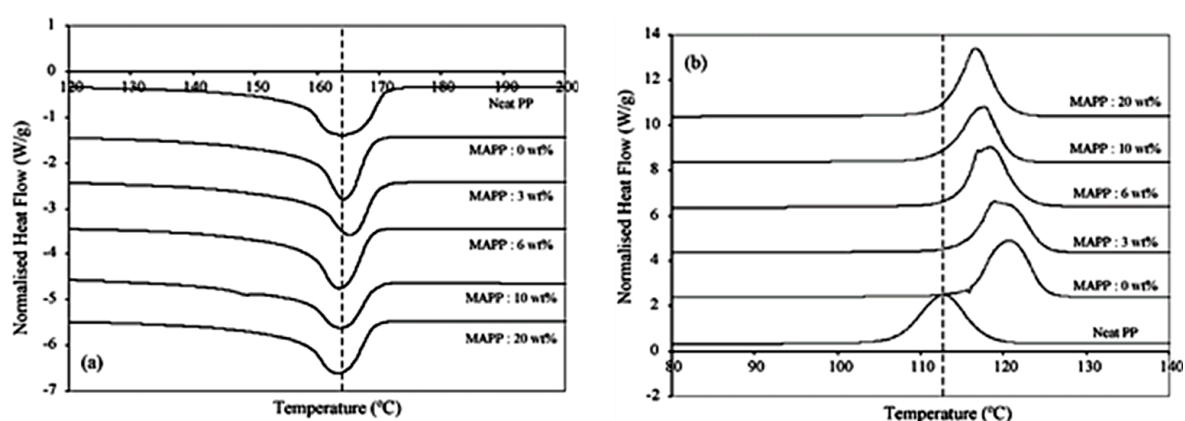 1
0
-1
-2
-3
-4
-5
-6
-7
120 130 140 150 160 170 180 190 200
Normalised Heat Flow (W/g)
Neat PP
MAPP : 0 wt%
MAPP : 3 wt%
MAPP : 6 wt%
MAPP : 10 wt%
MAPP : 20 wt%
(a)
Temperature (ºC)
14
12
10
8
6
4
2
0
-2
80 90 100 110 120 130 140
Normalised Heat Flow (W/g)
(b)
MAPP : 20 wt%
MAPP : 10 wt%
MAPP : 6 wt%
MAPP : 3 wt%
MAPP : 0 wt%
Neat PP
Temperature (ºC)